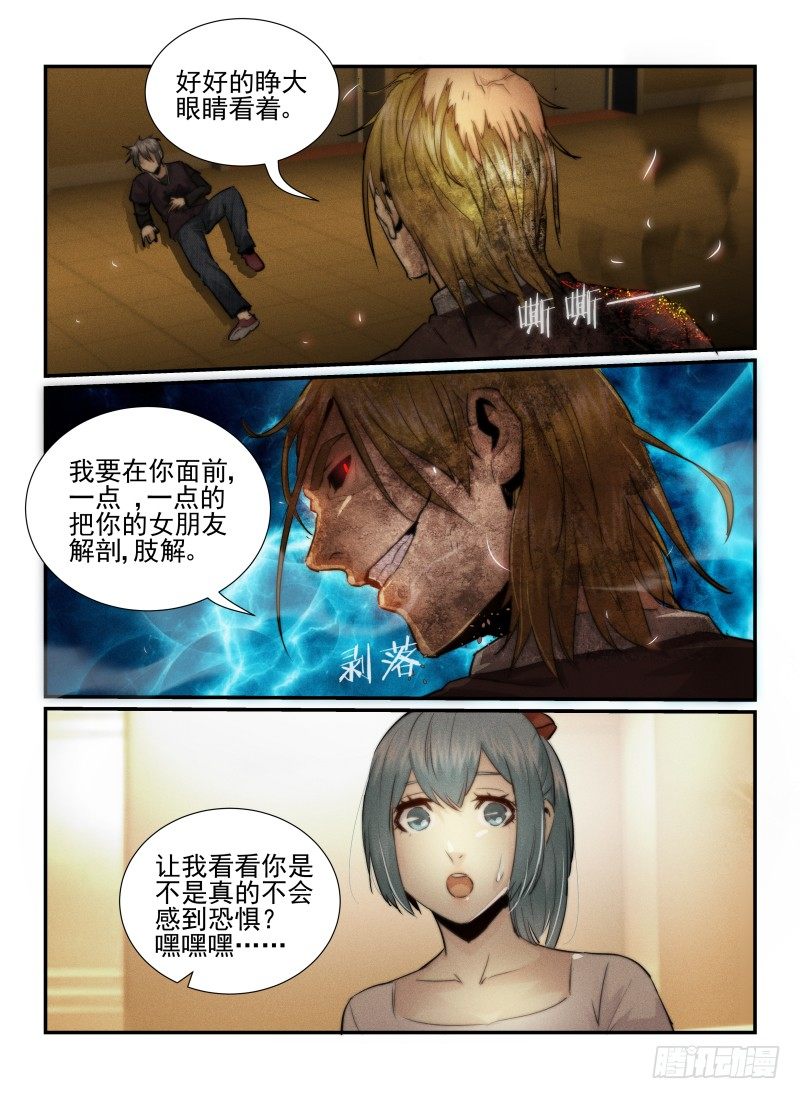 好好的睁大
眼睛看着。
嘶嘶——
我要在你面前,
一点 ,一点的
把你的女朋友
解剖,肢解。
剥落
让我看看你是
不是真的不会
感到恐惧?
嘿嘿嘿……
腾讯动漫